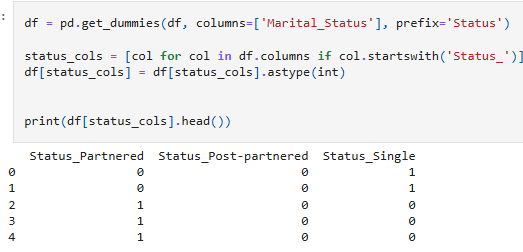 :
df = pd.get_dummies(df, columns=['Marital_Status'], prefix='Status')
status_cols = [col for col in df.columns if col.startswith('Status_')]
df[status_cols] = df[status_cols].astype(int)
print(df[status_cols].head())
Status_Partnered Status_Post-partnered Status_Single
0 0 0 1
1 0 0 1
2 1 0 0
3 1 0 0
4 1 0 0